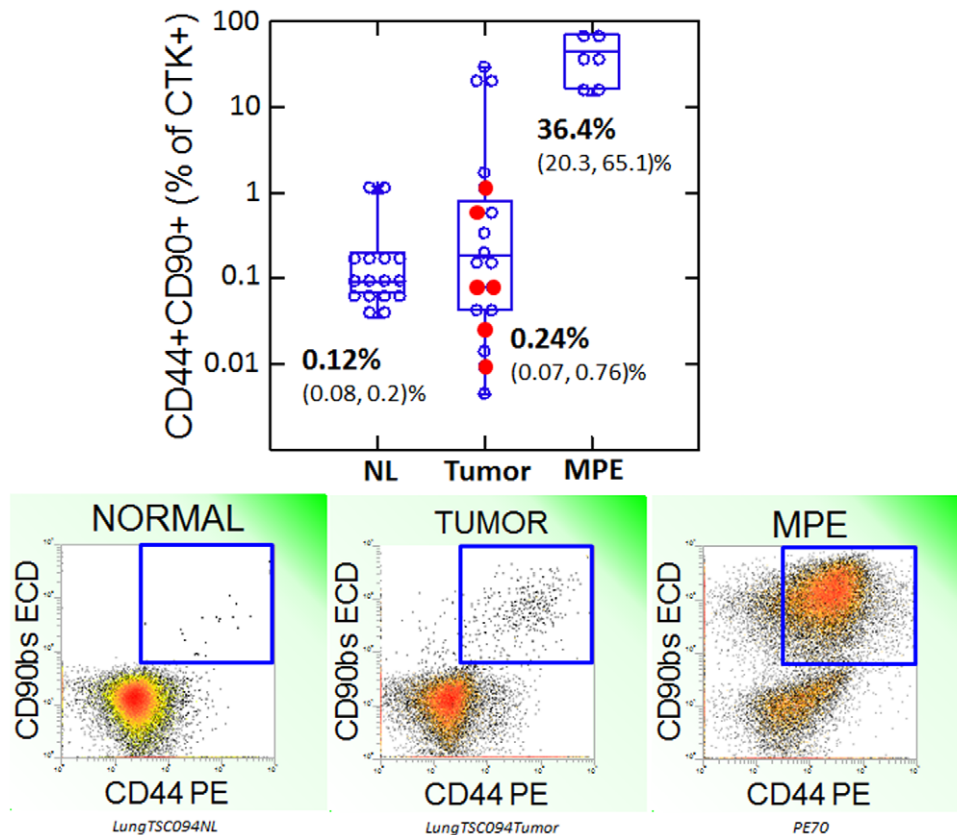 CD44+CD90+ (% of CTK+)
100
10
1
0.1
0.01
36.4%
(20.3, 65.1)%
0.12%
(0.08, 0.2)%
0.24%
(0.07, 0.76)%
NL Tumor MPE
NORMAL
CD90bs ECD
CD44 PE
LungTSC094NL
TUMOR
CD90bs ECD
CD44 PE
LungTSC094Tumor
MPE
CD90bs ECD
CD44 PE
PE70